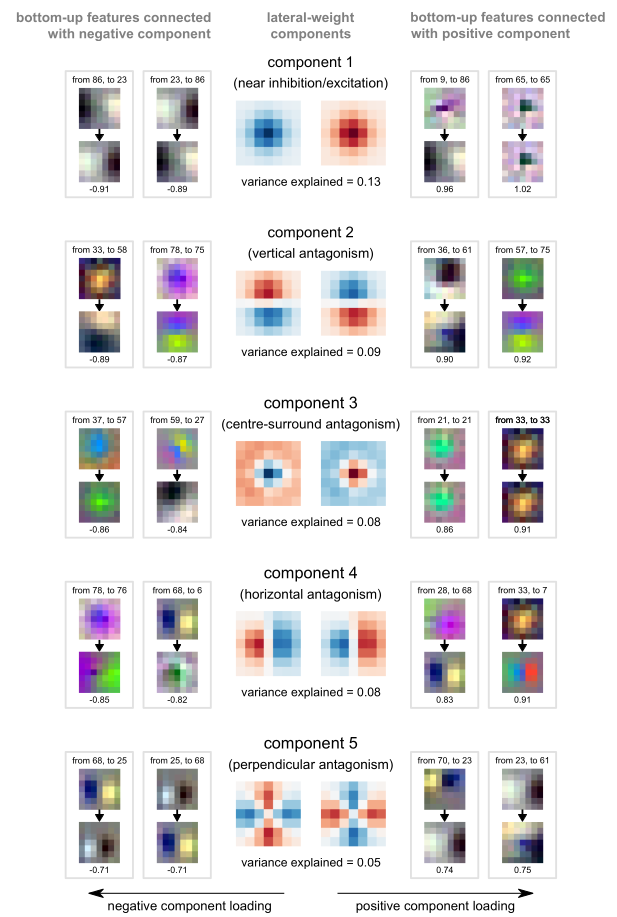 bottom-up features connected
with negative component
lateral-weight
components
bottom-up features connected
with positive component
component 1
(near inhibition/excitation)
from 86, to 23
from 23, to 86
from 9, to 86
from 65, to 65
-0.91
-0.89
variance explained = 0.13
0.96
1.02
component 2
(vertical antagonism)
from 33, to 58
from 78, to 75
from 36, to 61
from 57, to 75
-0.89
-0.87
variance explained = 0.09
0.90
0.92
component 3
(centre-surround antagonism)
from 37, to 57
from 59, to 27
from 21, to 21
from 33, to 33
-0.86
-0.84
variance explained = 0.08
0.86
0.91
component 4
(horizontal antagonism)
from 78, to 76
from 68, to 6
from 28, to 68
from 33, to 7
-0.85
-0.82
variance explained = 0.08
0.83
0.91
component 5
(perpendicular antagonism)
from 68, to 25
from 25, to 68
from 70, to 23
from 23, to 61
-0.71
-0.71
variance explained = 0.05
0.74
0.75
negative component loading
positive component loading